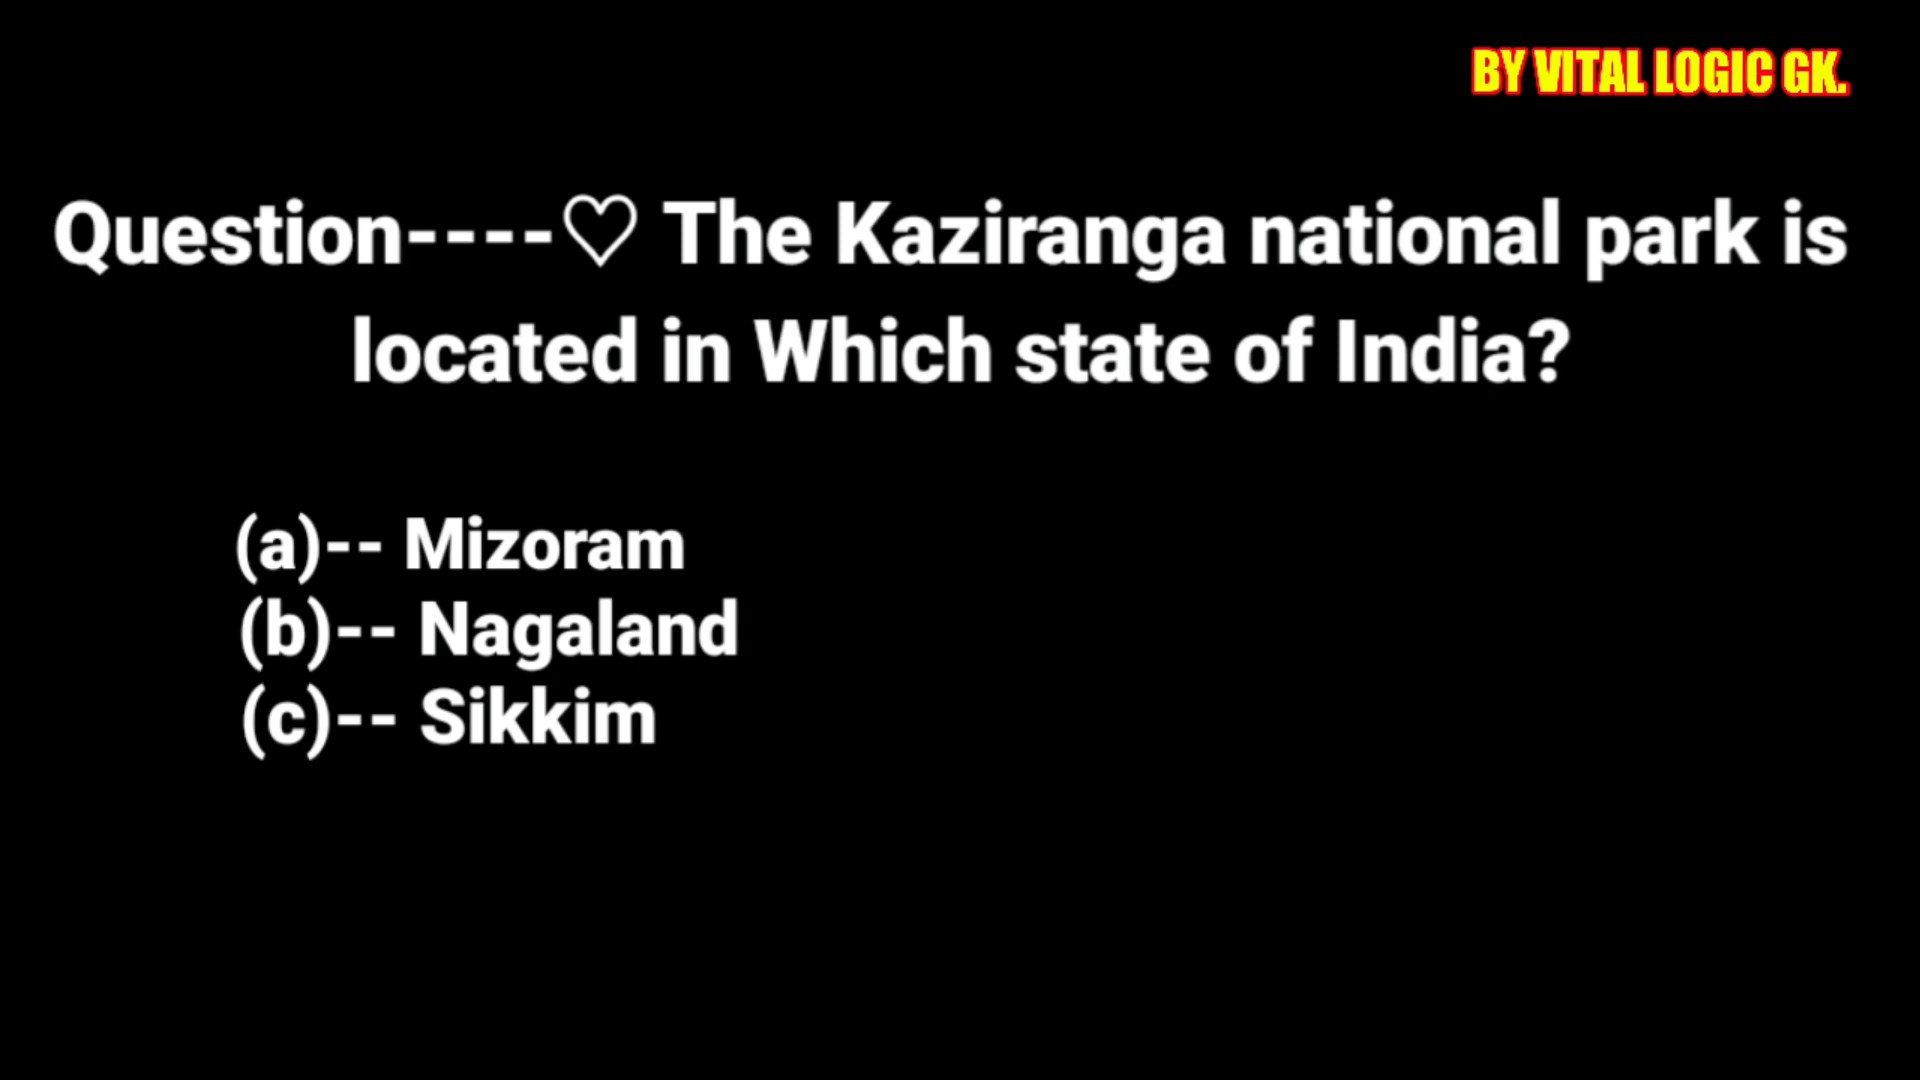 BY VITAL LOGIC GK.
Question----♡ The Kaziranga national park is
located in Which state of India?
(a)-- Mizoram
(b)-- Nagaland
(c)-- Sikkim